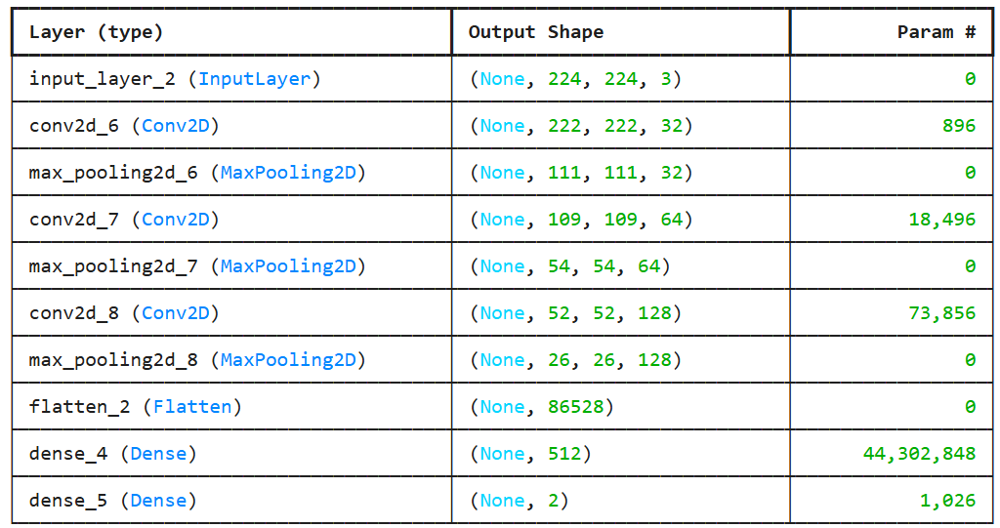 Layer (type) Output Shape Param #
input_layer_2 (InputLayer) (None, 224, 224, 3) 0
conv2d_6 (Conv2D) (None, 222, 222, 32) 896
max_pooling2d_6 (MaxPooling2D) (None, 111, 111, 32) 0
conv2d_7 (Conv2D) (None, 109, 109, 64) 18,496
max_pooling2d_7 (MaxPooling2D) (None, 54, 54, 64) 0
conv2d_8 (Conv2D) (None, 52, 52, 128) 73,856
max_pooling2d_8 (MaxPooling2D) (None, 26, 26, 128) 0
flatten_2 (Flatten) (None, 86528) 0
dense_4 (Dense) (None, 512) 44,302,848
dense_5 (Dense) (None, 2) 1,026